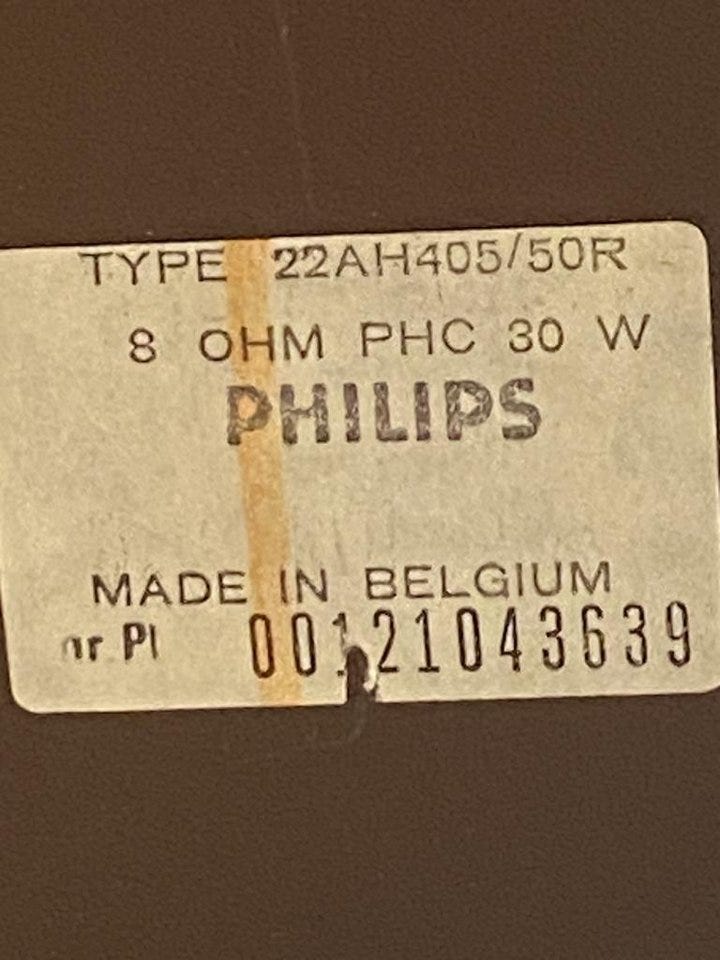 TYPE 22AH405/50R
8 OHM PHC 30 W
PHILIPS
MADE IN BELGIUM
nr PL 00121043639